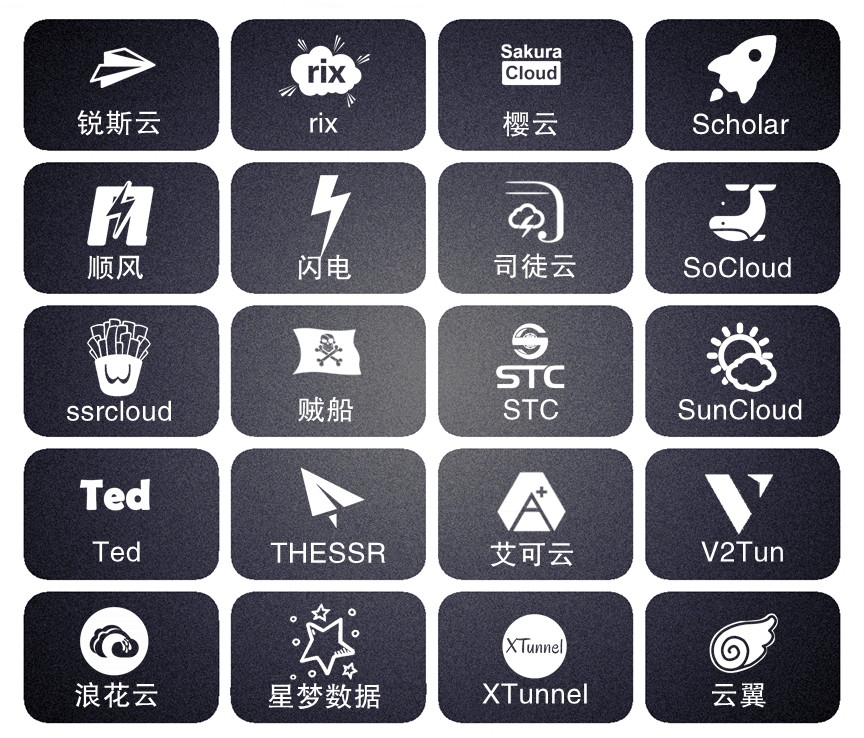 锐斯云
rix
rix
Sakura
Cloud
樱云
Scholar
顺风
闪电
司徒云
SoCloud
ssrcloud
贼船
STC
STC
SunCloud
Ted
Ted
THESSR
A+
艾可云
V2Tun
浪花云
星梦数据
XTunnel
XTunnel
云翼